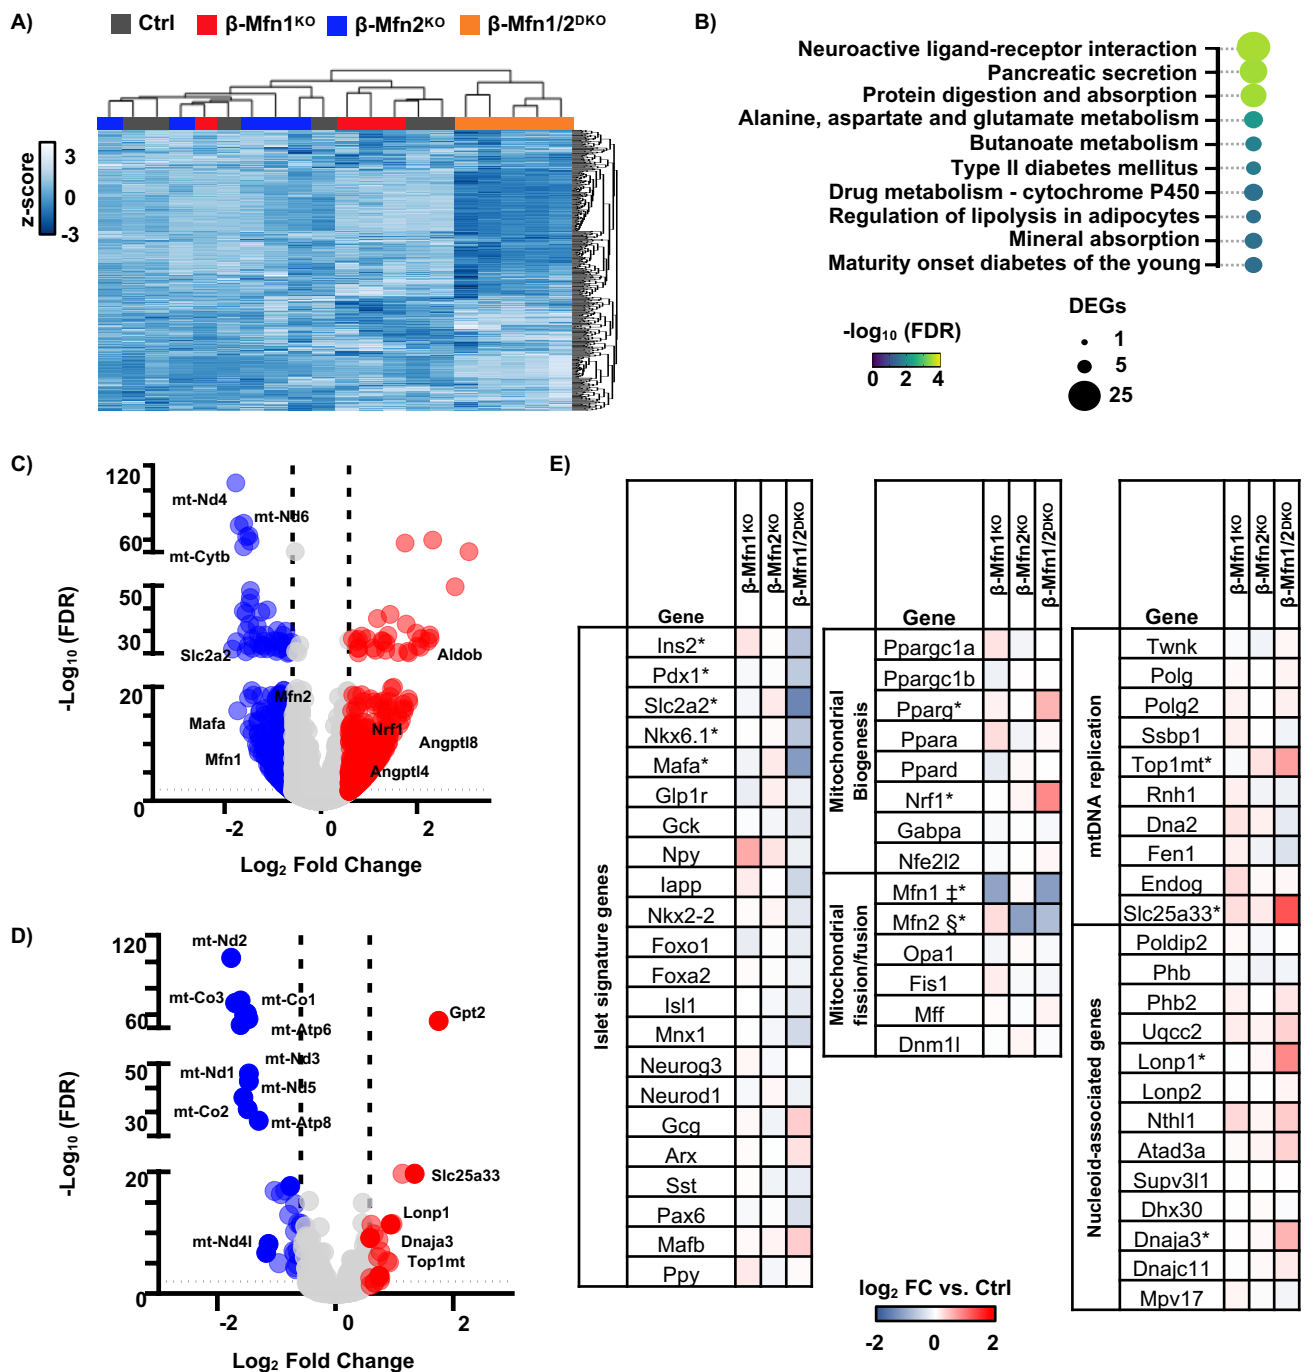 A)
Ctrl β-Mfn1KO β-Mfn2KO β-Mfn1/2DKO
z-score
3
0
-3
B)
Neuroactive ligand-receptor interaction
Pancreatic secretion
Protein digestion and absorption
Alanine, aspartate and glutamate metabolism
Butanoate metabolism
Type II diabetes mellitus
Drug metabolism - cytochrome P450
Regulation of lipolysis in adipocytes
Mineral absorption
Maturity onset diabetes of the young
-log10 (FDR)
0 2 4
DEGs
1
5
25
C)
-Log10 (FDR)
120
60
50
30
20
0
mt-Nd4
mt-Nd6
mt-Cytb
Slc2a2
Aldob
Mfn2
Mafa
Nrf1
Angptl8
Mfn1
Angptl4
-2 0 2
Log2 Fold Change
D)
-Log10 (FDR)
120
60
50
30
20
0
mt-Nd2
mt-Co3
mt-Co1
mt-Atp6
Gpt2
mt-Nd3
mt-Nd1
mt-Nd5
mt-Co2
mt-Atp8
Slc25a33
Lonp1
mt-Nd4l
Dnaja3
Top1mt
-2 0 2
Log2 Fold Change
E)
Gene β-Mfn1KO β-Mfn2KO β-Mfn1/2DKO
Islet signature genes
Ins2*
Pdx1*
Slc2a2*
Nkx6.1*
Mafa*
Glp1r
Gck
Npy
Iapp
Nkx2-2
Foxo1
Foxa2
Isl1
Mnx1
Neurog3
Neurod1
Gcg
Arx
Sst
Pax6
Mafb
Ppy
Gene β-Mfn1KO β-Mfn2KO β-Mfn1/2DKO
Mitochondrial
Biogenesis
Ppargc1a
Ppargc1b
Pparg*
Ppara
Ppard
Nrf1*
Gabpa
Nfe2l2
Mitochondrial
fission/fusion
Mfn1 ‡*
Mfn2 §*
Opa1
Fis1
Mff
Dnm1l
Gene β-Mfn1KO β-Mfn2KO β-Mfn1/2DKO
mtDNA replication
Twnk
Polg
Polg2
Ssbp1
Top1mt*
Rnh1
Dna2
Fen1
Endog
Slc25a33*
Nucleoid-associated genes
Poldip2
Phb
Phb2
Uqcc2
Lonp1*
Lonp2
Nthl1
Atad3a
Supv3l1
Dhx30
Dnaja3*
Dnajc11
Mpv17
log2 FC vs. Ctrl
-2 0 2